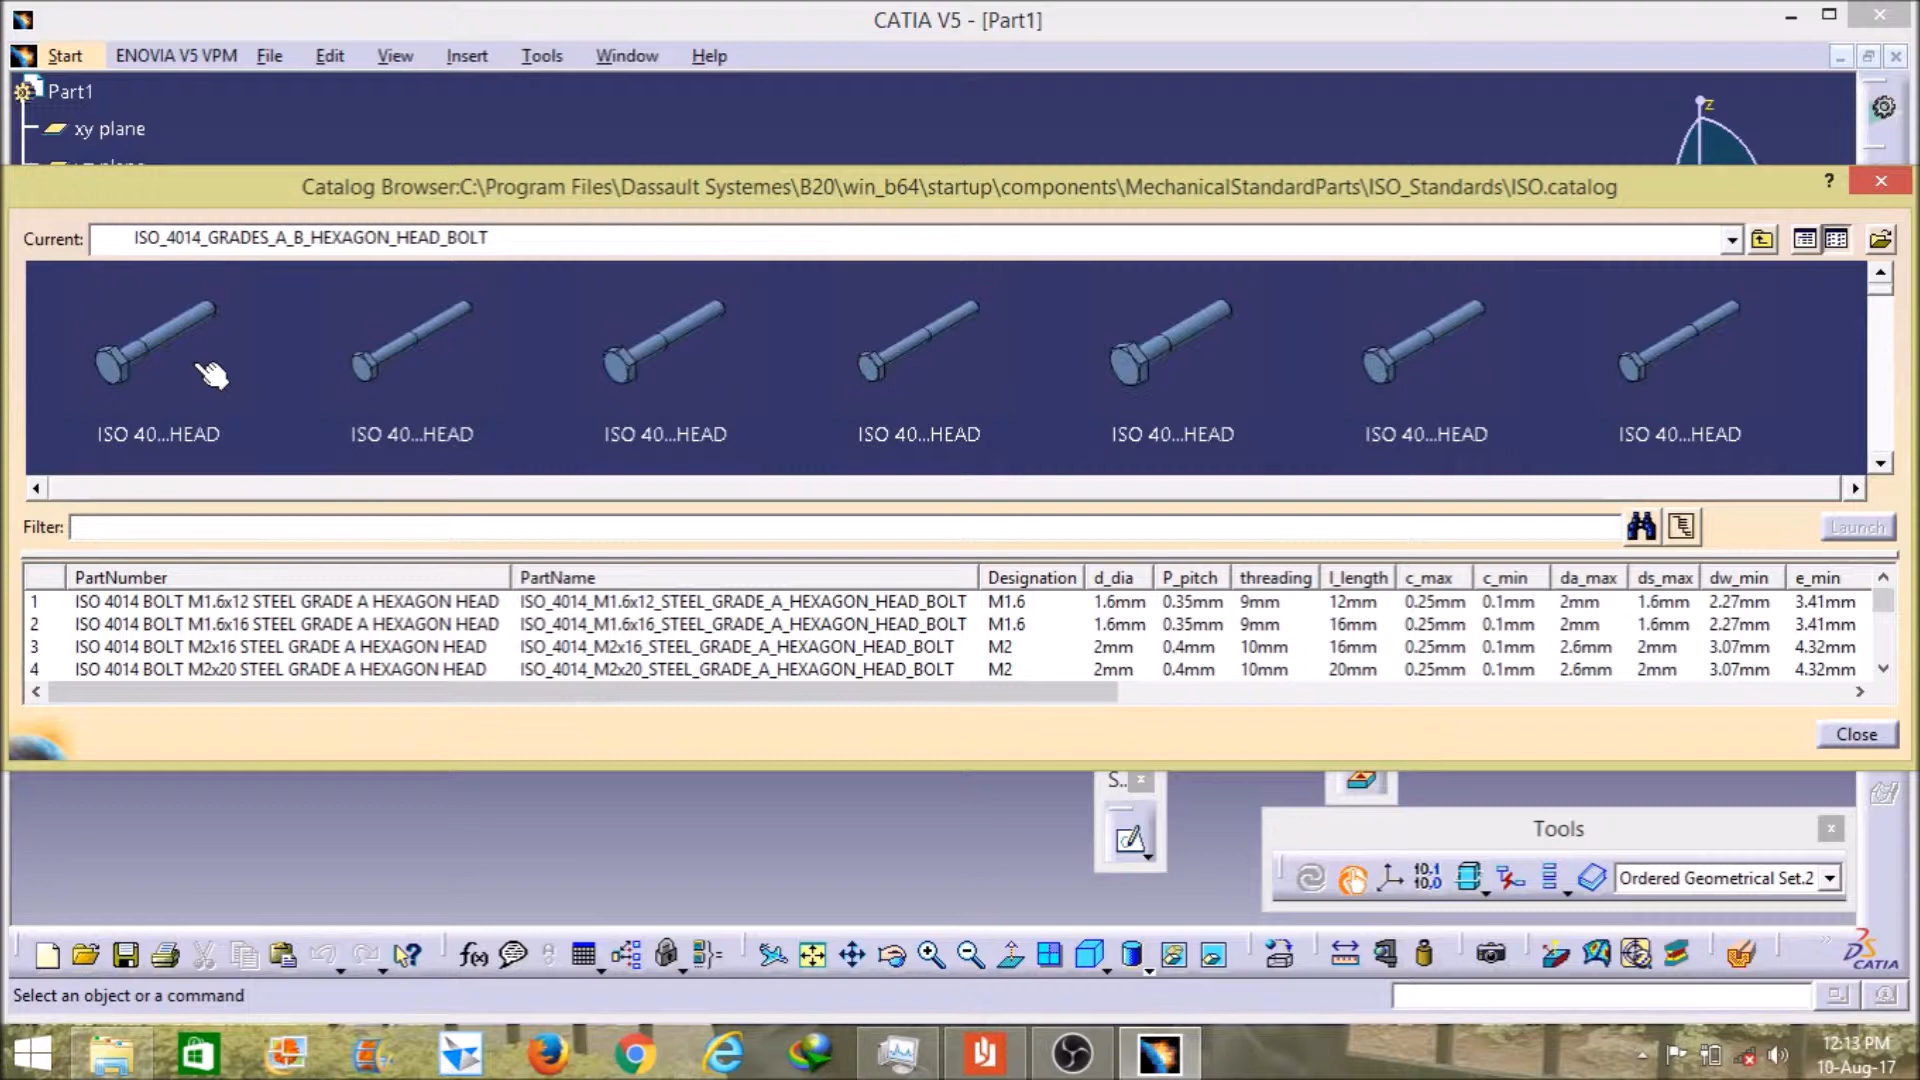 CATIA V5 - [Part1]
Start ENOVIA V5 VPM File Edit View Insert Tools Window Help
Part1
z
xy plane
Catalog Browser:C:\Program Files\Dassault Systemes\B20\win_b64\startup\components\MechanicalStandardParts\ISO_Standards\ISO.catalog ?
Current: ISO_4014_GRADES_A_B_HEXAGON_HEAD_BOLT
ISO 40...HEAD ISO 40...HEAD ISO 40...HEAD ISO 40...HEAD ISO 40...HEAD ISO 40...HEAD ISO 40...HEAD
Filter: Launch
PartNumber PartName Designation d_dia P_pitch threading l_length c_max c_min da_max ds_max dw_min e_min
1 ISO 4014 BOLT M1.6x12 STEEL GRADE A HEXAGON HEAD ISO_4014_M1.6x12_STEEL_GRADE_A_HEXAGON_HEAD_BOLT M1.6 1.6mm 0.35mm 9mm 12mm 0.25mm 0.1mm 2mm 1.6mm 2.27mm 3.41mm
2 ISO 4014 BOLT M1.6x16 STEEL GRADE A HEXAGON HEAD ISO_4014_M1.6x16_STEEL_GRADE_A_HEXAGON_HEAD_BOLT M1.6 1.6mm 0.35mm 9mm 16mm 0.25mm 0.1mm 2mm 1.6mm 2.27mm 3.41mm
3 ISO 4014 BOLT M2x16 STEEL GRADE A HEXAGON HEAD ISO_4014_M2x16_STEEL_GRADE_A_HEXAGON_HEAD_BOLT M2 2mm 0.4mm 10mm 16mm 0.25mm 0.1mm 2.6mm 2mm 3.07mm 4.32mm
4 ISO 4014 BOLT M2x20 STEEL GRADE A HEXAGON HEAD ISO_4014_M2x20_STEEL_GRADE_A_HEXAGON_HEAD_BOLT M2 2mm 0.4mm 10mm 20mm 0.25mm 0.1mm 2.6mm 2mm 3.07mm 4.32mm
Close
S..
Tools
10,1
10,0
Ordered Geometrical Set.2
f(x)
CATIA
Select an object or a command
12:13 PM
10-Aug-17